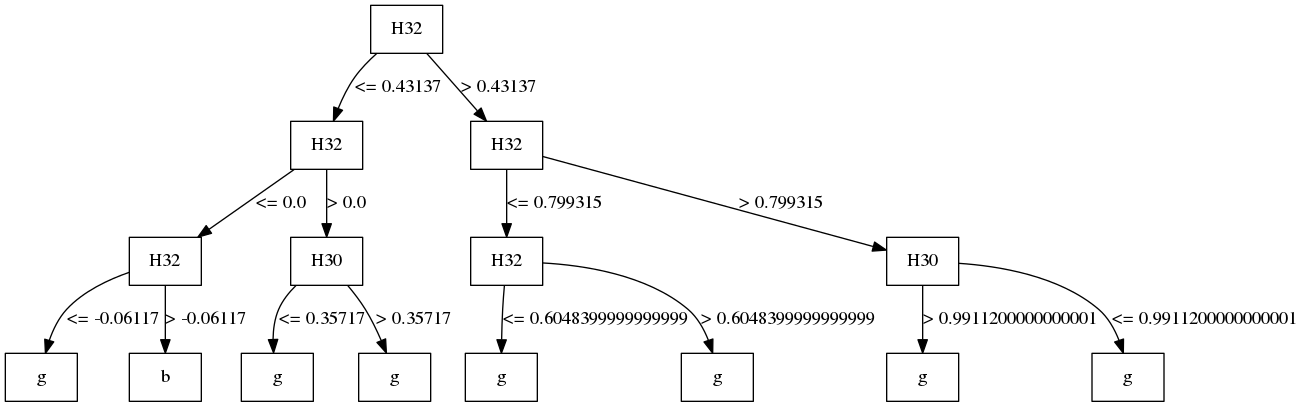 H32
<= 0.43137 > 0.43137
H32 H32
<= 0.0 > 0.0 <= 0.799315 > 0.799315
H32 H30 H32 H30
<= -0.06117 > -0.06117 <= 0.35717 > 0.35717 <= 0.6048399999999999 > 0.6048399999999999 > 0.9911200000000001 <= 0.9911200000000001
g b g g g g g g